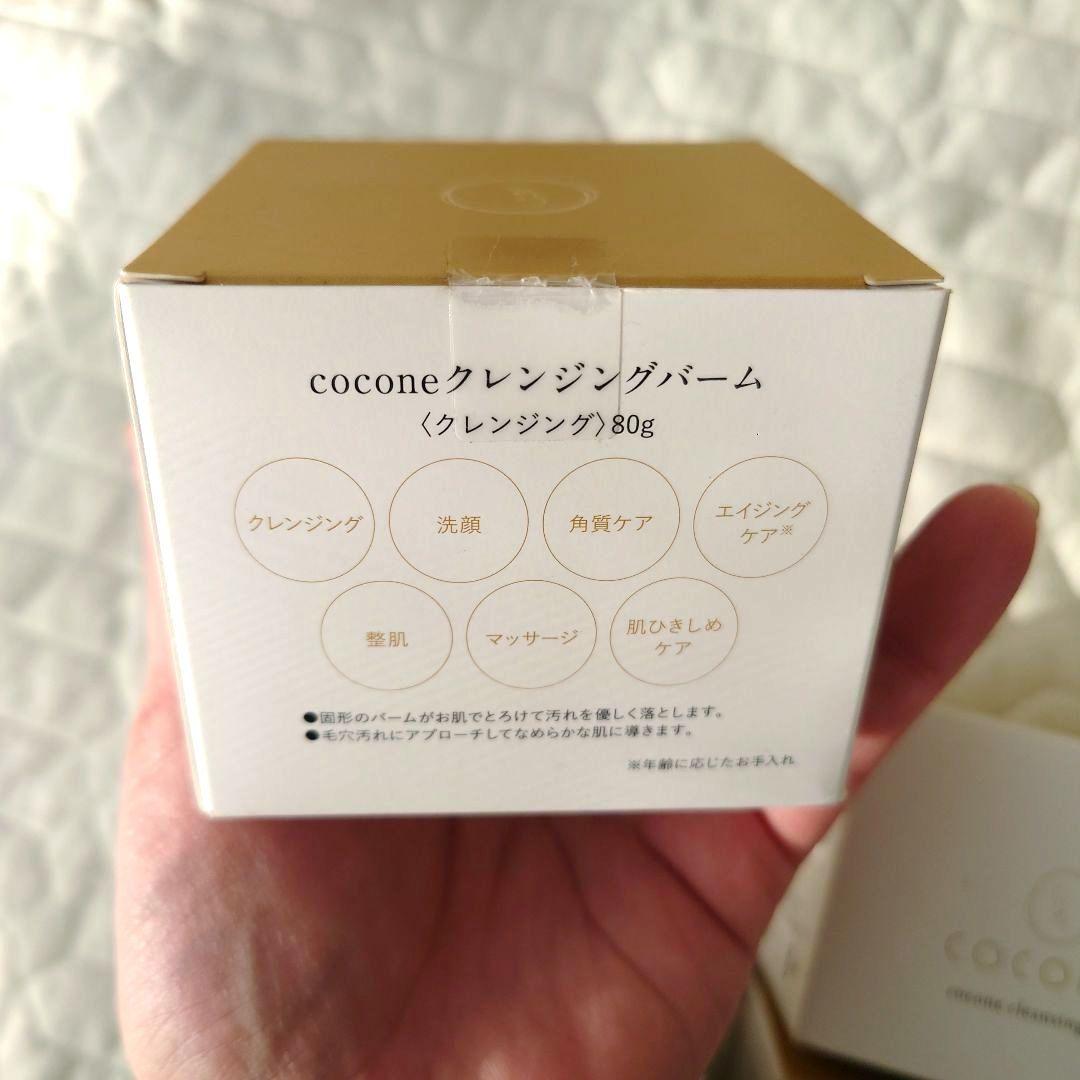 coconeクレンジングバーム
〈クレンジング〉80g
クレンジング
洗顔
角質ケア
エイジング
ケア※
整肌
マッサージ
肌ひきしめ
ケア
●固形のバームがお肌でとろけて汚れを優しく落とします。
●毛穴汚れにアプローチしてなめらかな肌に導きます。
※年齢に応じたお手入れ
cocone cleansing